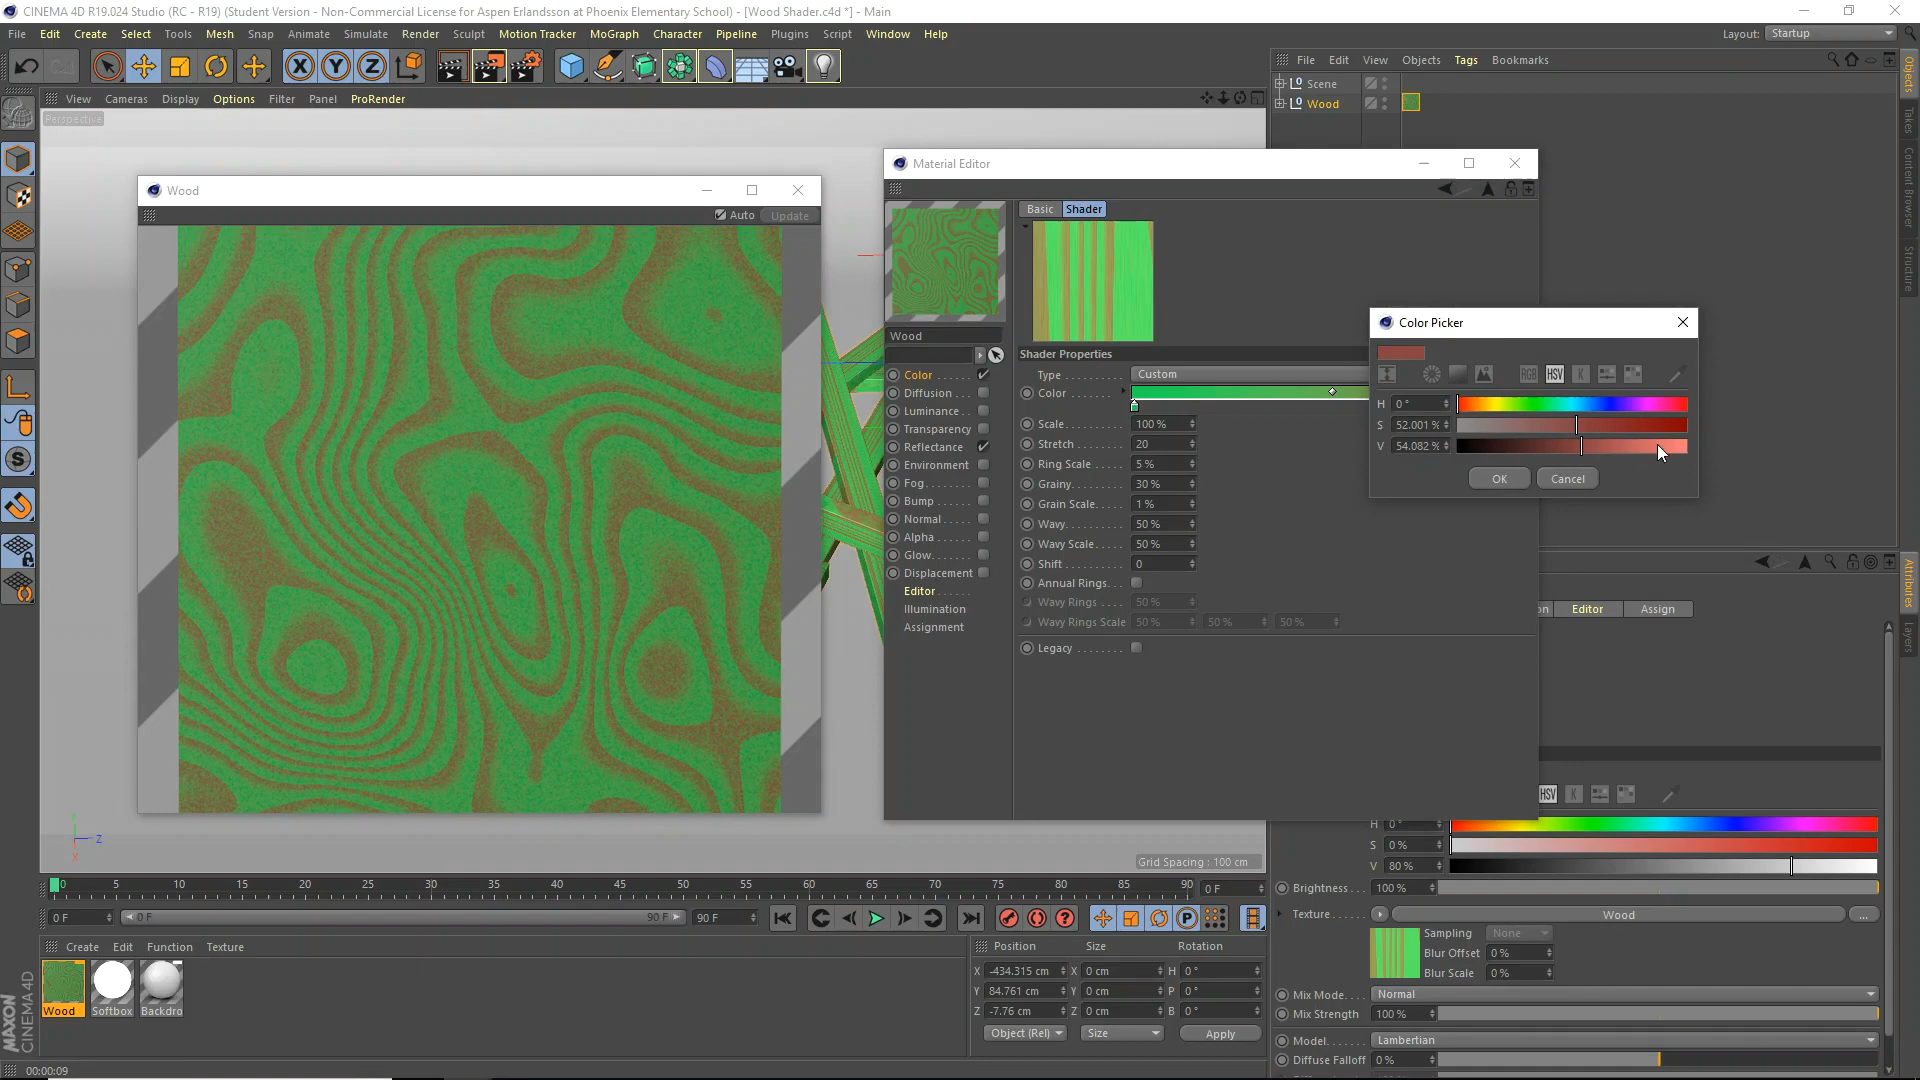 CINEMA 4D R19.024 Studio (RC - R19) (Student Version - Non-Commercial License for Aspen Erlandsson at Phoenix Elementary School) - [Wood Shader.c4d *] - Main
File Edit Create Select Tools Mesh Snap Animate Simulate Render Sculpt Motion Tracker MoGraph Character Pipeline Plugins Script Window Help
Layout: Startup
X Y Z
File Edit View Objects Tags Bookmarks
Scene
Wood
Objects
Takes
Content Browser
Structure
View Cameras Display Options Filter Panel ProRender
Perspective
Wood
Auto Update
Material Editor
Basic Shader
Wood
Color
Diffusion
Luminance
Transparency
Reflectance
Environment
Fog
Bump
Normal
Alpha
Glow
Displacement
Editor
Illumination
Assignment
Shader Properties
Type Custom
Color
Scale 100 %
Stretch 20
Ring Scale 5 %
Grainy 30 %
Grain Scale 1 %
Wavy 50 %
Wavy Scale 50 %
Shift 0
Annual Rings
Wavy Rings 50 %
Wavy Rings Scale 50 % 50 % 50 %
Legacy
Color Picker
RGB HSV K
H 0 °
S 52.001 %
V 54.082 %
OK Cancel
Attributes
Layers
Editor Assign
HSV K
H 0 °
S 0 %
V 80 %
Brightness 100 %
Texture Wood ...
Sampling None
Blur Offset 0 %
Blur Scale 0 %
Mix Mode Normal
Mix Strength 100 %
Model Lambertian
Diffuse Falloff 0 %
Z
X
Grid Spacing : 100 cm
0 5 10 15 20 25 30 35 40 45 50 55 60 65 70 75 80 85 90 0 F
0 F 0 F 90 F 90 F
Create Edit Function Texture
Wood Softbox Backdro
Position Size Rotation
X -434.315 cm X 0 cm H 0 °
Y 84.761 cm Y 0 cm P 0 °
Z -7.76 cm Z 0 cm B 0 °
Object (Rel) Size Apply
MAXON
CINEMA 4D
00:00:09